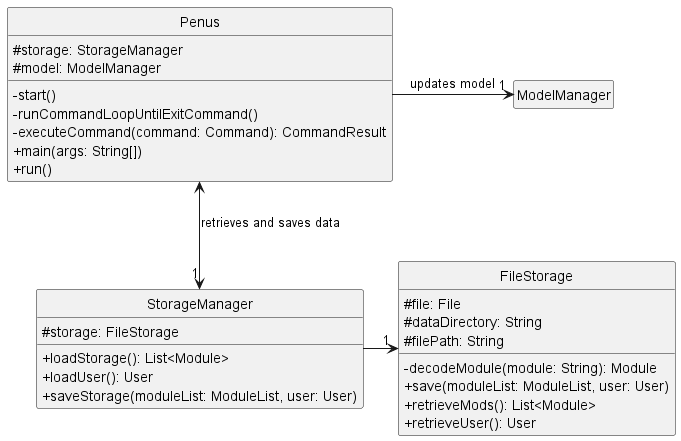 Penus
#storage: StorageManager
#model: ModelManager
-start()
-runCommandLoopUntilExitCommand()
-executeCommand(command: Command): CommandResult
+main(args: String[])
+run()
updates model 1
ModelManager
retrieves and saves data
1
StorageManager
#storage: FileStorage
+loadStorage(): List<Module>
+loadUser(): User
+saveStorage(moduleList: ModuleList, user: User)
1
FileStorage
#file: File
#dataDirectory: String
#filePath: String
-decodeModule(module: String): Module
+save(moduleList: ModuleList, user: User)
+retrieveMods(): List<Module>
+retrieveUser(): User